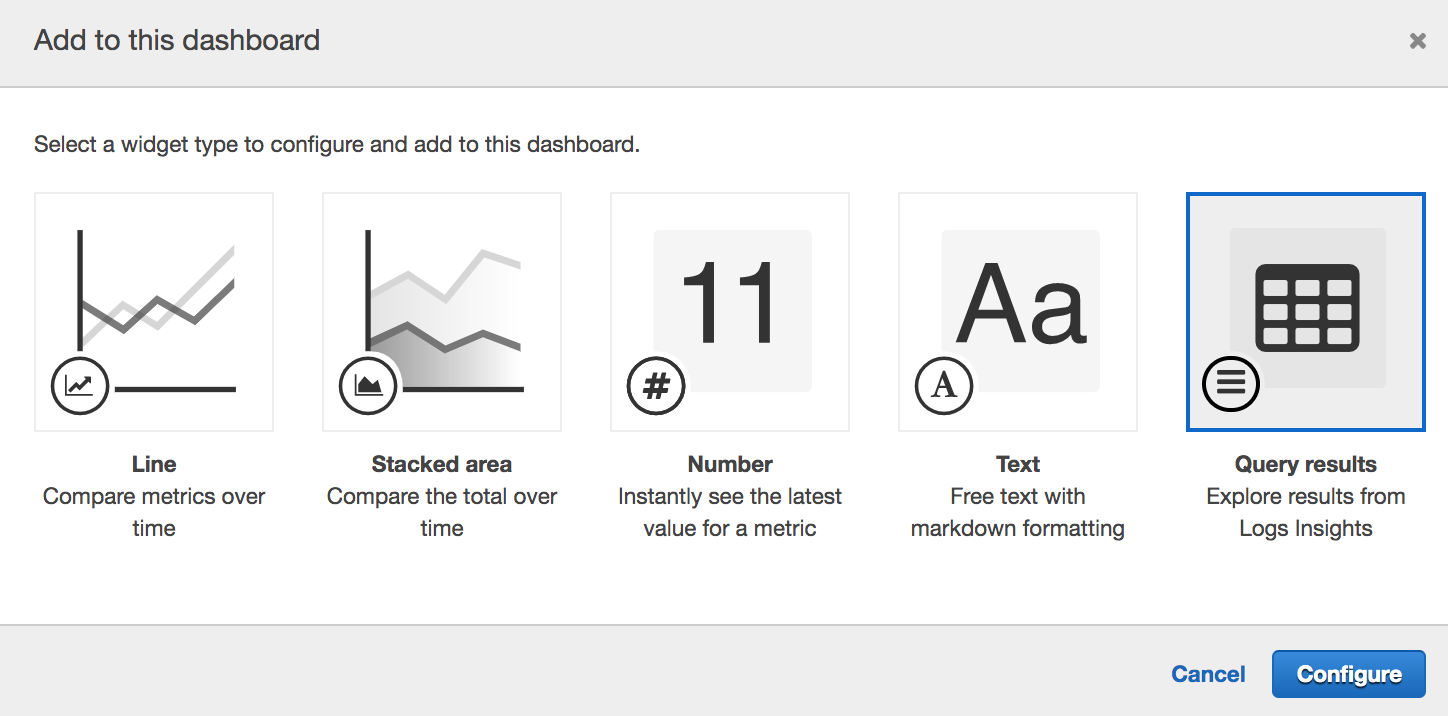 Add to this dashboard
Select a widget type to configure and add to this dashboard.
11
#
Aa
A
Line
Compare metrics over
time
Stacked area
Compare the total over
time
Number
Instantly see the latest
value for a metric
Text
Free text with
markdown formatting
Query results
Explore results from
Logs Insights
Cancel
Configure